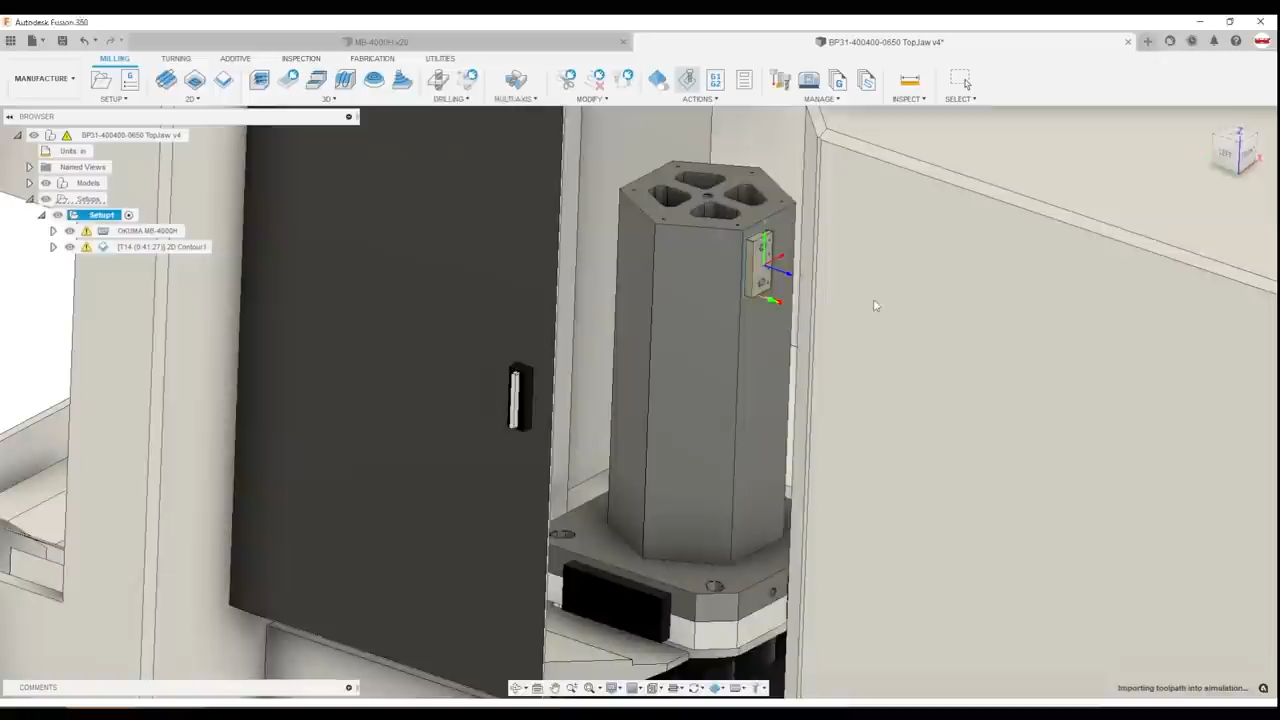 Autodesk Fusion 360
MB-4000H v20
BP31-400400-0650 TopJaw v4*
MILLING TURNING ADDITIVE INSPECTION FABRICATION UTILITIES
MANUFACTURE
SETUP 2D 3D DRILLING MULTI-AXIS MODIFY ACTIONS MANAGE INSPECT SELECT
BROWSER
BP31-400400-0650 TopJaw v4
Units: in
Named Views
Models
Setups
Setup1
OKUMA MB-4000H
[T14 (0:41:27)] 2D Contour1
LEFT
Z
COMMENTS
Importing toolpath into simulation...